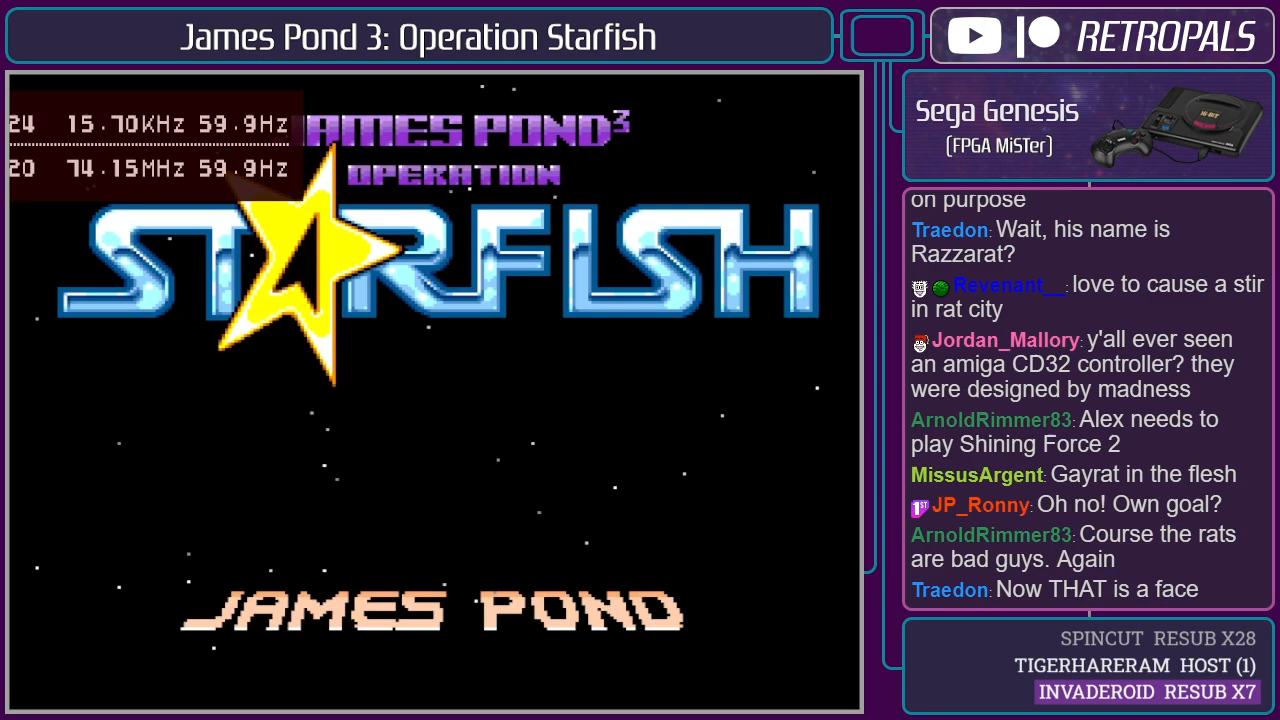 James Pond 3: Operation Starfish
RETROPALS
24 15.70KHz 59.9Hz
20 74.15MHz 59.9Hz
AMES POND3
OPERATION
STARFISH
JAMES POND
Sega Genesis
(FPGA MiSTer)
on purpose
Traedon: Wait, his name is
Razzarat?
Revenant__: love to cause a stir
in rat city
Jordan_Mallory: y'all ever seen
an amiga CD32 controller? they
were designed by madness
ArnoldRimmer83: Alex needs to
play Shining Force 2
MissusArgent: Gayrat in the flesh
1ST JP_Ronny: Oh no! Own goal?
ArnoldRimmer83: Course the rats
are bad guys. Again
Traedon: Now THAT is a face
SPINCUT RESUB X28
TIGERHARERAM HOST (1)
INVADEROID RESUB X7